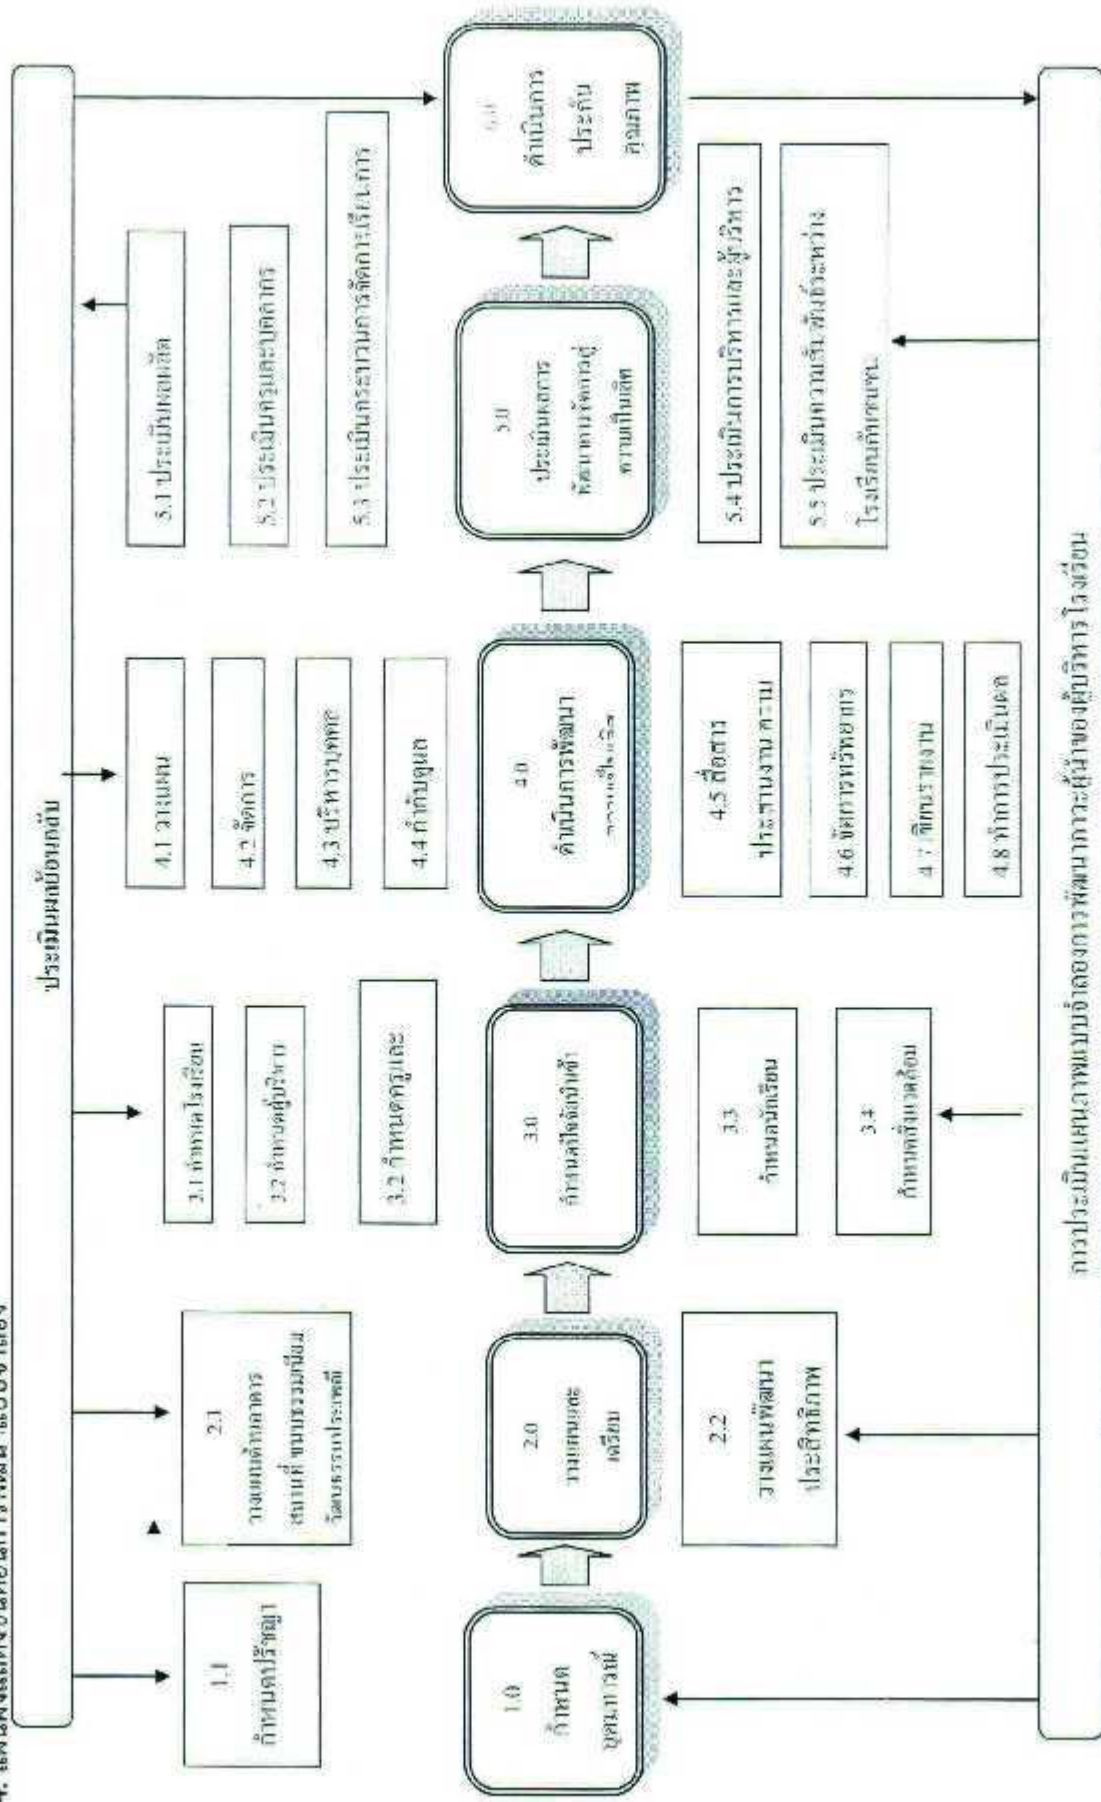 ประเมินผลย้อนกลับ
1.1
กำหนดปรัชญา
2.1
วางแผนด้านอาคาร
สถานที่ ขนบธรรมเนียม
วัฒนธรรมประเพณี
3.1 กำหนดโรงเรียน
3.2 กำหนดผู้บริหาร
3.2 กำหนดครูและ
4.1 วางแผน
4.2 จัดการ
4.3 บริหารบุคคล
4.4 กำกับดูแล
5.1 ประเมินผลผลิต
5.2 ประเมินครูและบุคลากร
5.3 ประเมินกระบวนการจัดการเรียนการ
1.0
กำหนด
2.0
วางแผนและ
เตรียม
3.0
กำหนดปัจจัยนำเข้า
4.0
ดำเนินการพัฒนา
5.0
ประเมินผลการ
พัฒนาการจัดการสู่
ความเป็นเลิศ
6.0
ดำเนินการ
ประกัน
คุณภาพ
2.2
วางแผนพัฒนา
ประสิทธิภาพ
3.3
กำหนดนักเรียน
3.4
กำหนดสิ่งแวดล้อม
4.5 สื่อสาร
ประสานงาน ความ
4.6 จัดการทรัพยากร
4.7 เขียนรายงาน
4.8 ทำการประเมินผล
5.4 ประเมินการบริหารและผู้บริหาร
5.5 ประเมินความสัมพันธ์ระหว่าง
โรงเรียนกับชุมชน
การประเมินแผนภาพแบบจำลองการพัฒนาภาวะผู้นำของผู้บริหารโรงเรียน